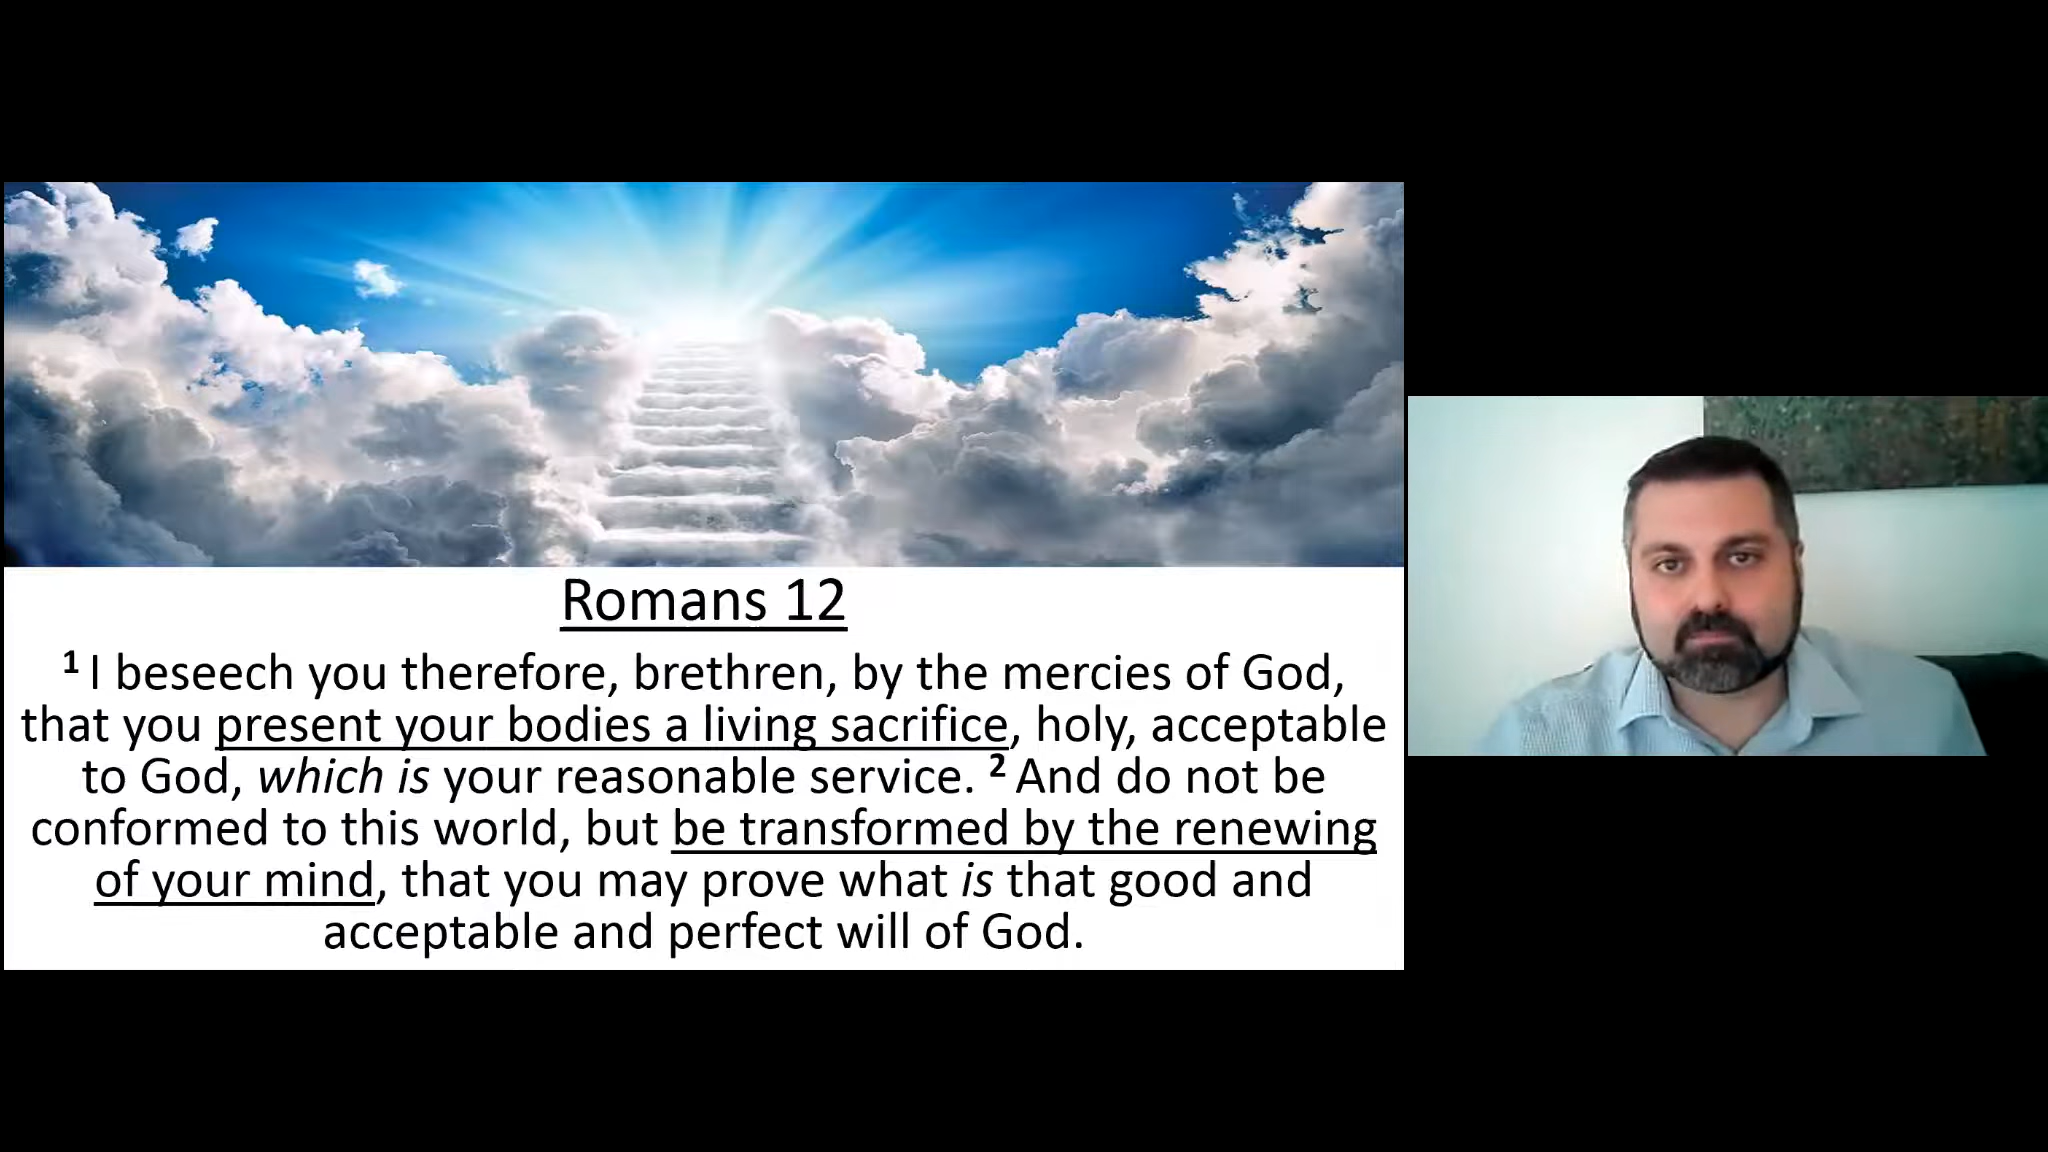 Romans 12
1 I beseech you therefore, brethren, by the mercies of God,
that you present your bodies a living sacrifice, holy, acceptable
to God, which is your reasonable service. 2 And do not be
conformed to this world, but be transformed by the renewing
of your mind, that you may prove what is that good and
acceptable and perfect will of God.